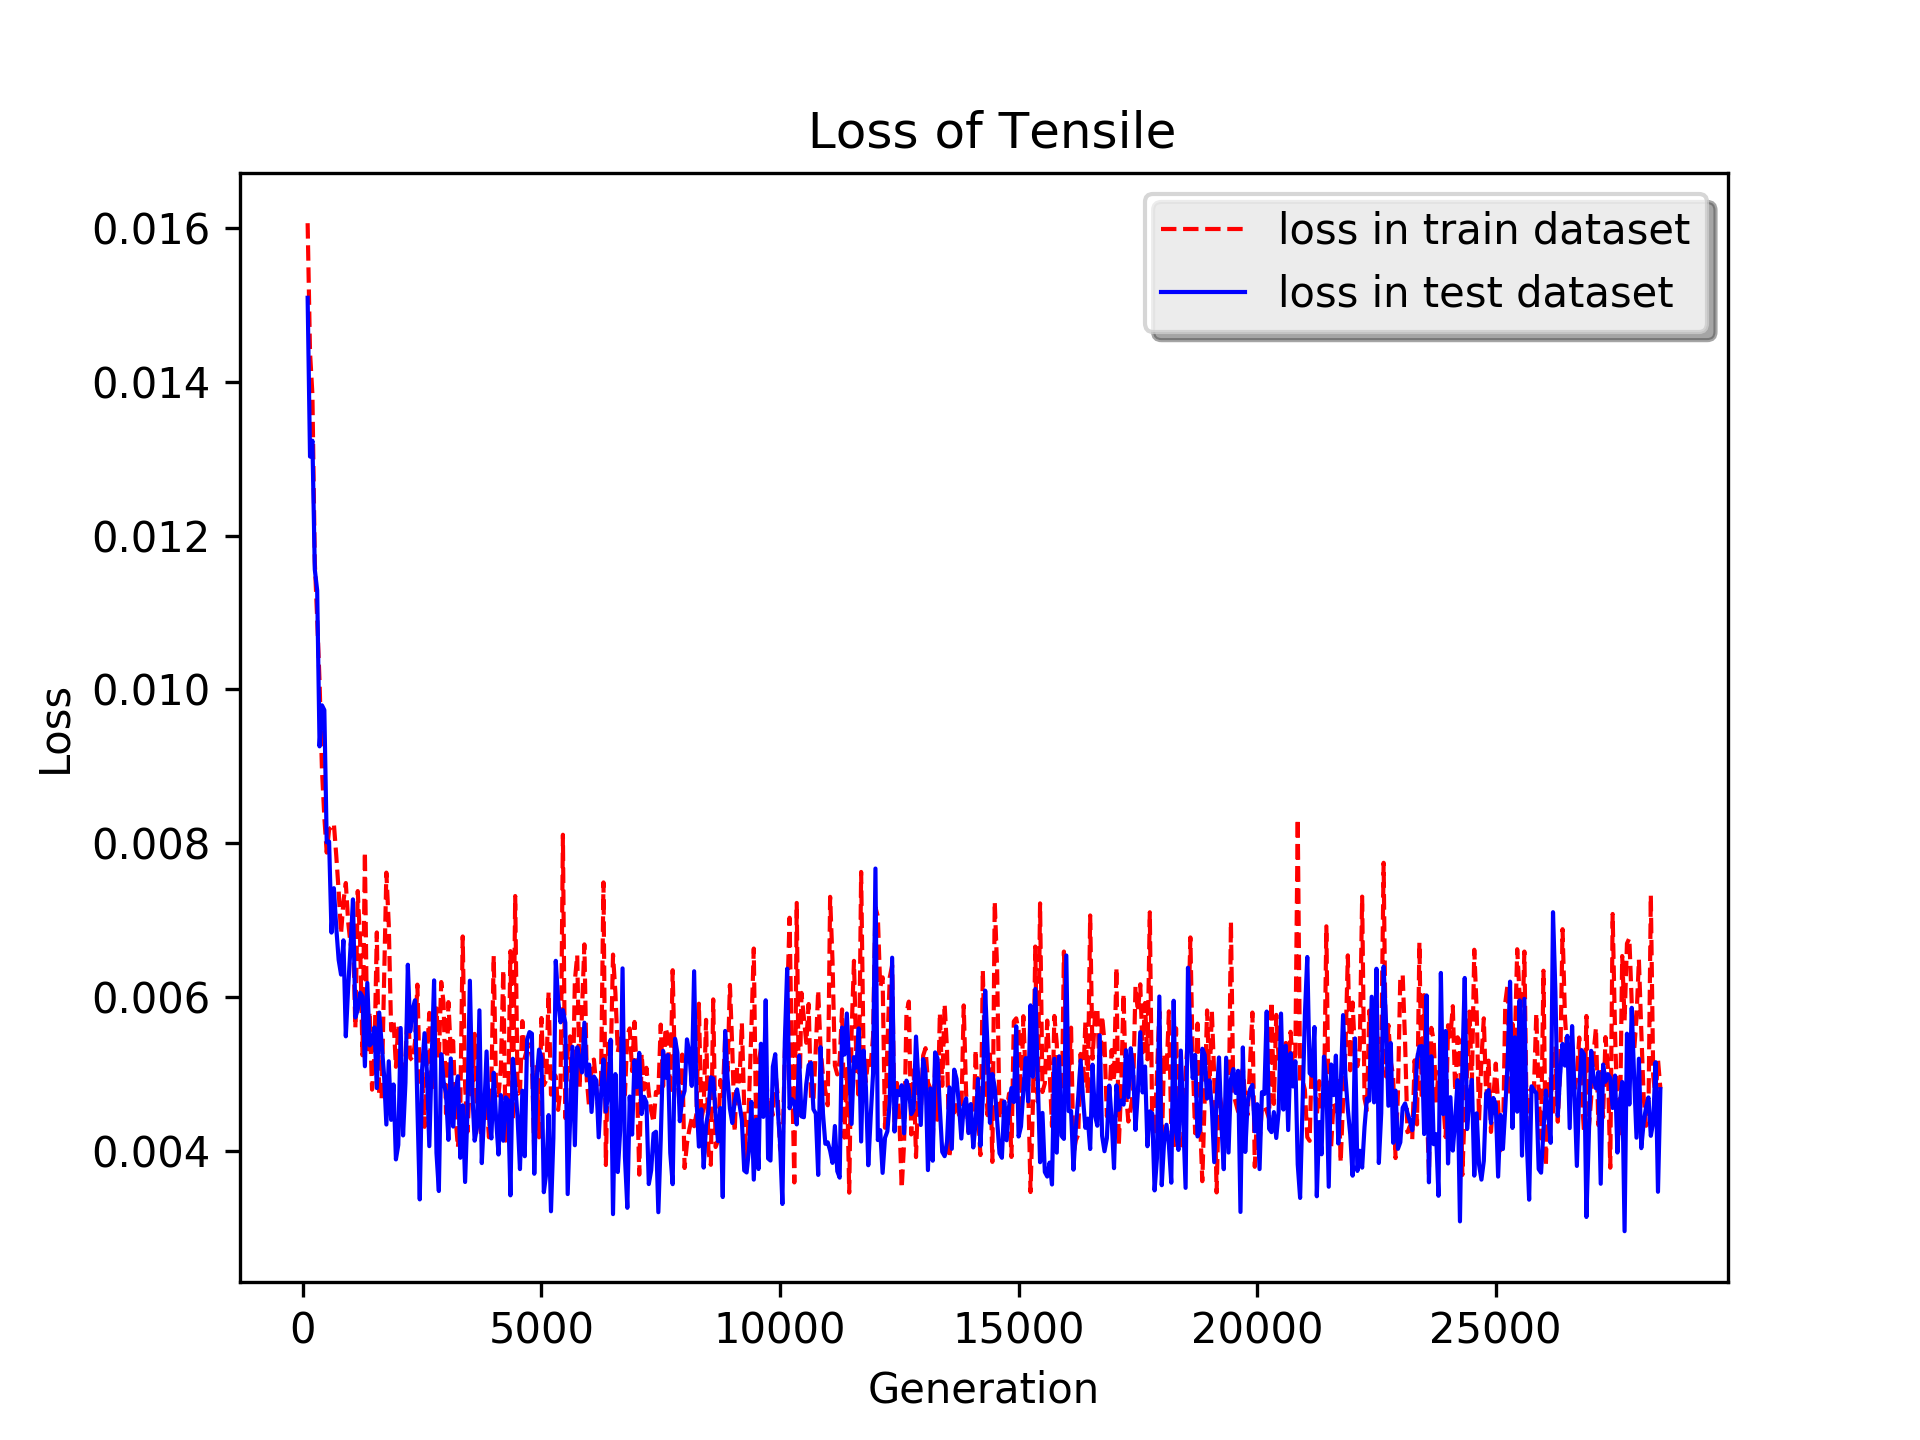 Loss of Tensile
loss in train dataset
loss in test dataset
0.016
0.014
0.012
0.010
0.008
0.006
0.004
Loss
0 5000 10000 15000 20000 25000
Generation